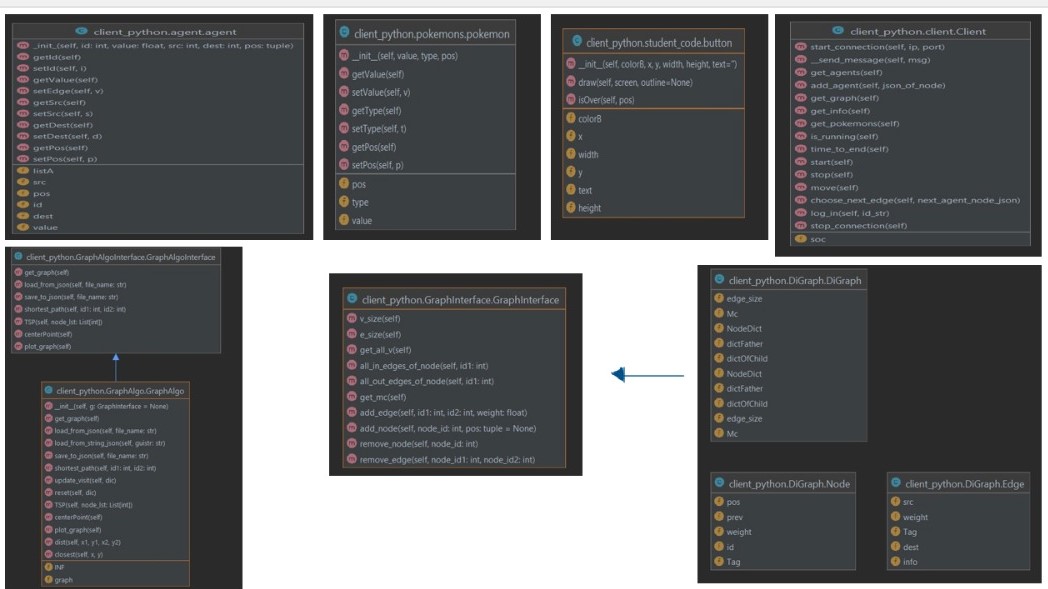 client_python.agent.agent
__init__(self, id: int, value: float, src: int, dest: int, pos: tuple)
getId(self)
setId(self, i)
getValue(self)
setEdge(self, v)
getSrc(self)
setSrc(self, s)
getDest(self)
setDest(self, d)
getPos(self)
setPos(self, p)
listA
src
pos
id
dest
value
client_python.pokemons.pokemon
__init__(self, value, type, pos)
getValue(self)
setValue(self, v)
getType(self)
setType(self, t)
getPos(self)
setPos(self, p)
pos
type
value
client_python.student_code.button
__init__(self, colorB, x, y, width, height, text='')
draw(self, screen, outline=None)
isOver(self, pos)
colorB
x
width
y
text
height
client_python.client.Client
start_connection(self, ip, port)
__send_message(self, msg)
get_agents(self)
add_agent(self, json_of_node)
get_graph(self)
get_info(self)
get_pokemons(self)
is_running(self)
time_to_end(self)
start(self)
stop(self)
move(self)
choose_next_edge(self, next_agent_node_json)
log_in(self, id_str)
stop_connection(self)
soc
client_python.GraphAlgoInterface.GraphAlgoInterface
get_graph(self)
load_from_json(self, file_name: str)
save_to_json(self, file_name: str)
shortest_path(self, id1: int, id2: int)
TSP(self, node_lst: List[int])
centerPoint(self)
plot_graph(self)
client_python.GraphAlgo.GraphAlgo
__init__(self, g: GraphInterface = None)
get_graph(self)
load_from_json(self, file_name: str)
load_from_string_json(self, guistr: str)
save_to_json(self, file_name: str)
shortest_path(self, id1: int, id2: int)
update_visit(self, dic)
reset(self, dic)
TSP(self, node_lst: List[int])
centerPoint(self)
plot_graph(self)
dist(self, x1, y1, x2, y2)
closest(self, x, y)
INF
graph
client_python.GraphInterface.GraphInterface
v_size(self)
e_size(self)
get_all_v(self)
all_in_edges_of_node(self, id1: int)
all_out_edges_of_node(self, id1: int)
get_mc(self)
add_edge(self, id1: int, id2: int, weight: float)
add_node(self, node_id: int, pos: tuple = None)
remove_node(self, node_id: int)
remove_edge(self, node_id1: int, node_id2: int)
client_python.DiGraph.DiGraph
edge_size
Mc
NodeDict
dictFather
dictOfChild
NodeDict
dictFather
dictOfChild
edge_size
Mc
client_python.DiGraph.Node
pos
prev
weight
id
Tag
client_python.DiGraph.Edge
src
weight
Tag
dest
info